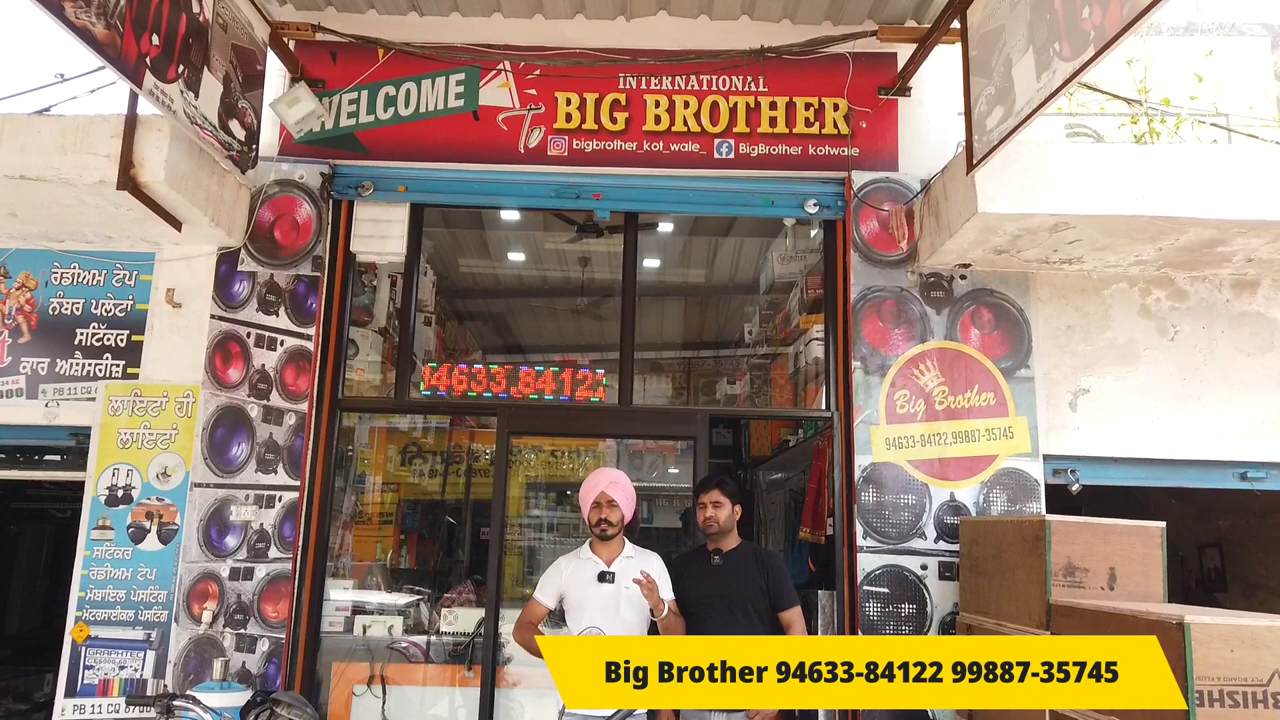 WELCOME
To
INTERNATIONAL
BIG BROTHER
bigbrother_kot_wale_ BigBrother kotwale
ਰੇਡੀਅਮ ਟੇਪ
ਨੰਬਰ ਪਲੇਟਾਂ
ਸਟਿੱਕਰ
ਕਾਰ ਅਸੈਸਰੀਜ਼
PB 11 CQ
ਲਾਇਟਾਂ ਹੀ
ਲਾਇਟਾਂ
ਸਟਿੱਕਰ
ਰੇਡੀਅਮ ਟੇਪ
ਮੋਬਾਇਲ ਪੇਸਟਿੰਗ
ਮੋਟਰਸਾਈਕਲ ਪੇਸਟਿੰਗ
GRAPHTEC
PB 11 CQ 6700
94633-84122
Big Brother
94633-84122,99887-35745
Big Brother 94633-84122 99887-35745